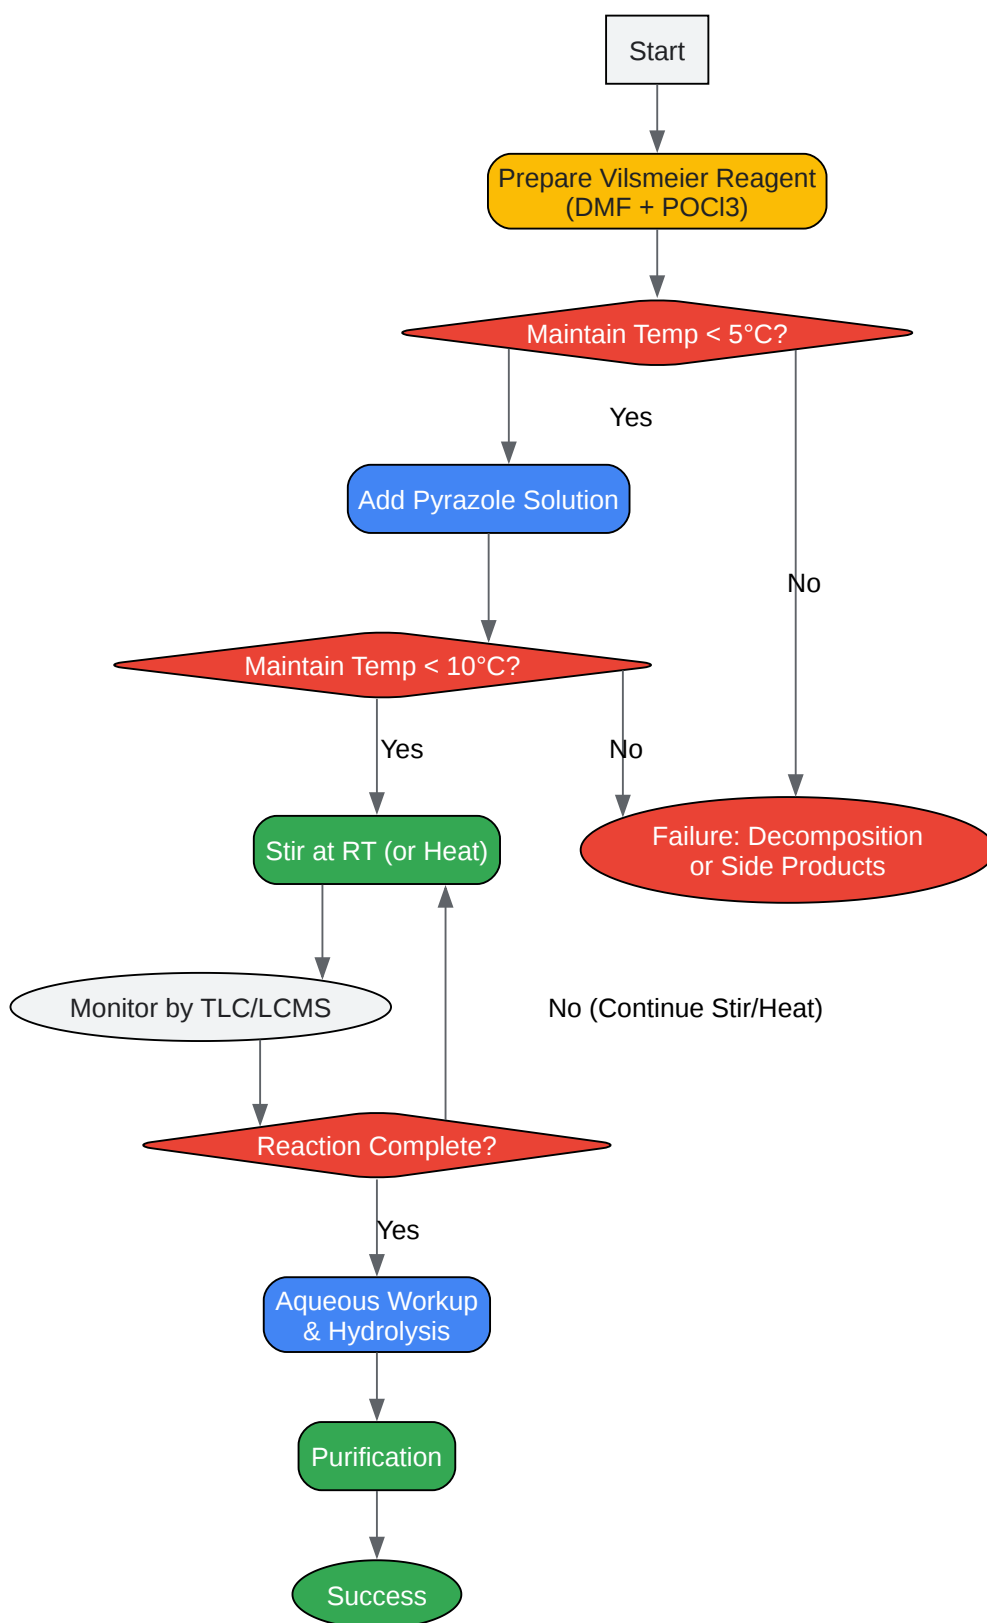 Start
Prepare Vilsmeier Reagent
(DMF + POCl3)
Maintain Temp < 5°C?
Yes
Add Pyrazole Solution
No
Maintain Temp < 10°C?
Yes
No
Stir at RT (or Heat)
Failure: Decomposition
or Side Products
Monitor by TLC/LCMS
No (Continue Stir/Heat)
Reaction Complete?
Yes
Aqueous Workup
& Hydrolysis
Purification
Success